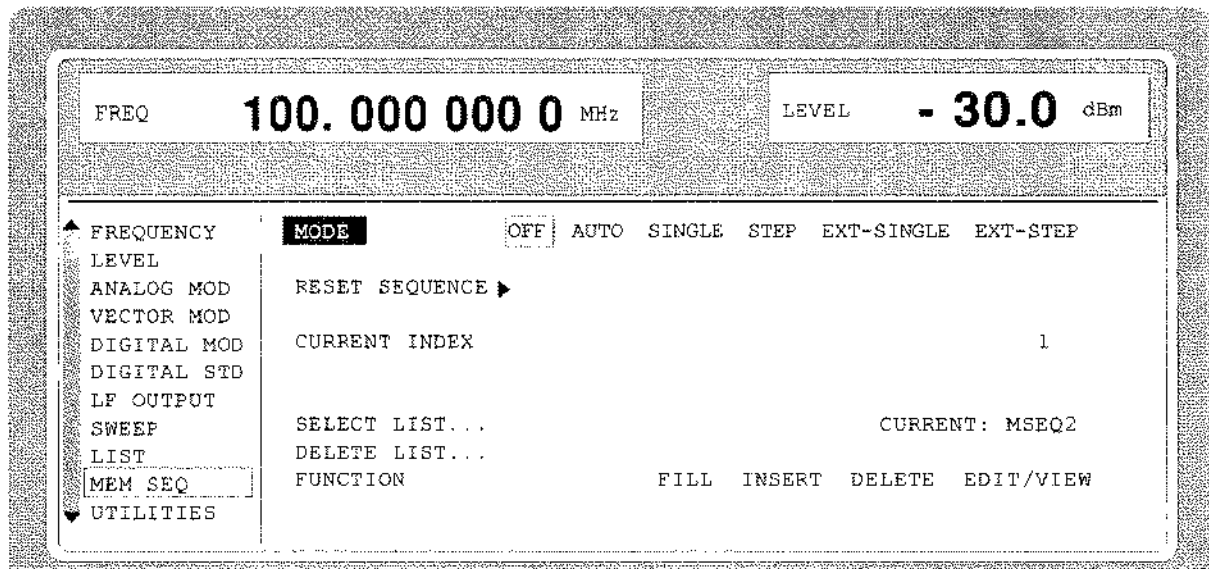 FREQ 100. 000 000 0 MHz LEVEL - 30.0 dBm
FREQUENCY
LEVEL
ANALOG MOD
VECTOR MOD
DIGITAL MOD
DIGITAL STD
LF OUTPUT
SWEEP
LIST
MEM SEQ
UTILITIES
MODE OFF AUTO SINGLE STEP EXT-SINGLE EXT-STEP
RESET SEQUENCE
CURRENT INDEX 1
SELECT LIST... CURRENT: MSEQ2
DELETE LIST...
FUNCTION FILL INSERT DELETE EDIT/VIEW